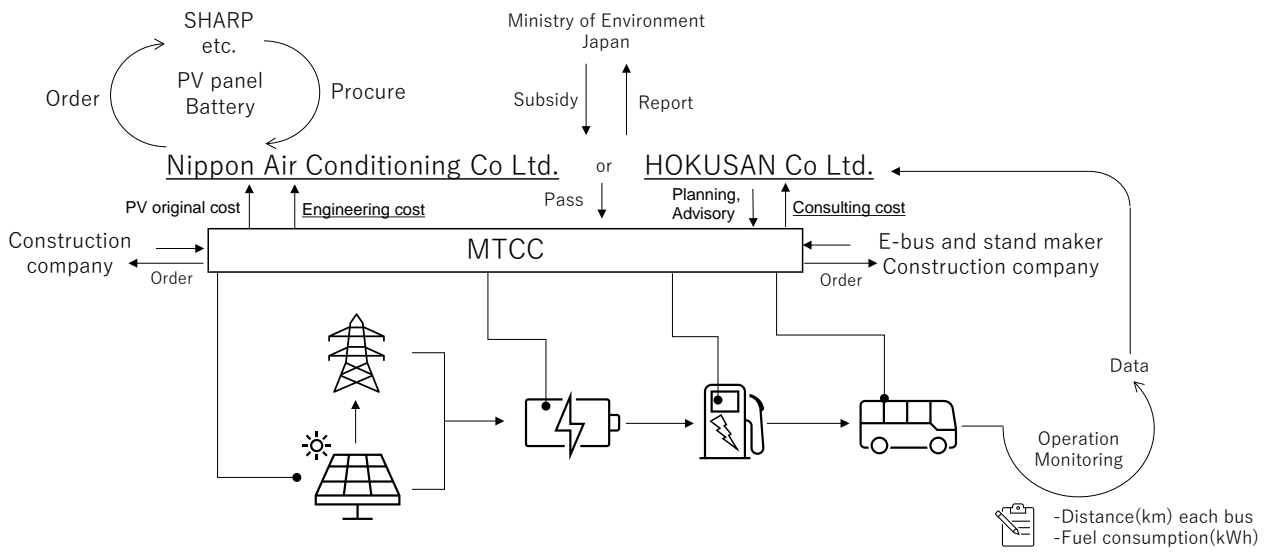 SHARP
etc.
PV panel
Battery
Order
Procure
Ministry of Environment
Japan
Subsidy
Report
Nippon Air Conditioning Co Ltd.
or
HOKUSAN Co Ltd.
PV original cost
Engineering cost
Pass
Planning,
Advisory
Consulting cost
Construction
company
Order
MTCC
E-bus and stand maker
Construction company
Order
Data
Operation
Monitoring
-Distance(km) each bus
-Fuel consumption(kWh)